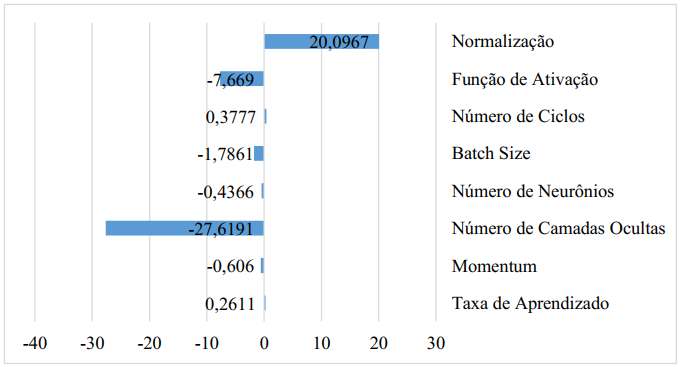 20,0967 Normalização
-7,669 Função de Ativação
0,3777 Número de Ciclos
-1,7861 Batch Size
-0,4366 Número de Neurônios
-27,6191 Número de Camadas Ocultas
-0,606 Momentum
0,2611 Taxa de Aprendizado
-40 -30 -20 -10 0 10 20 30